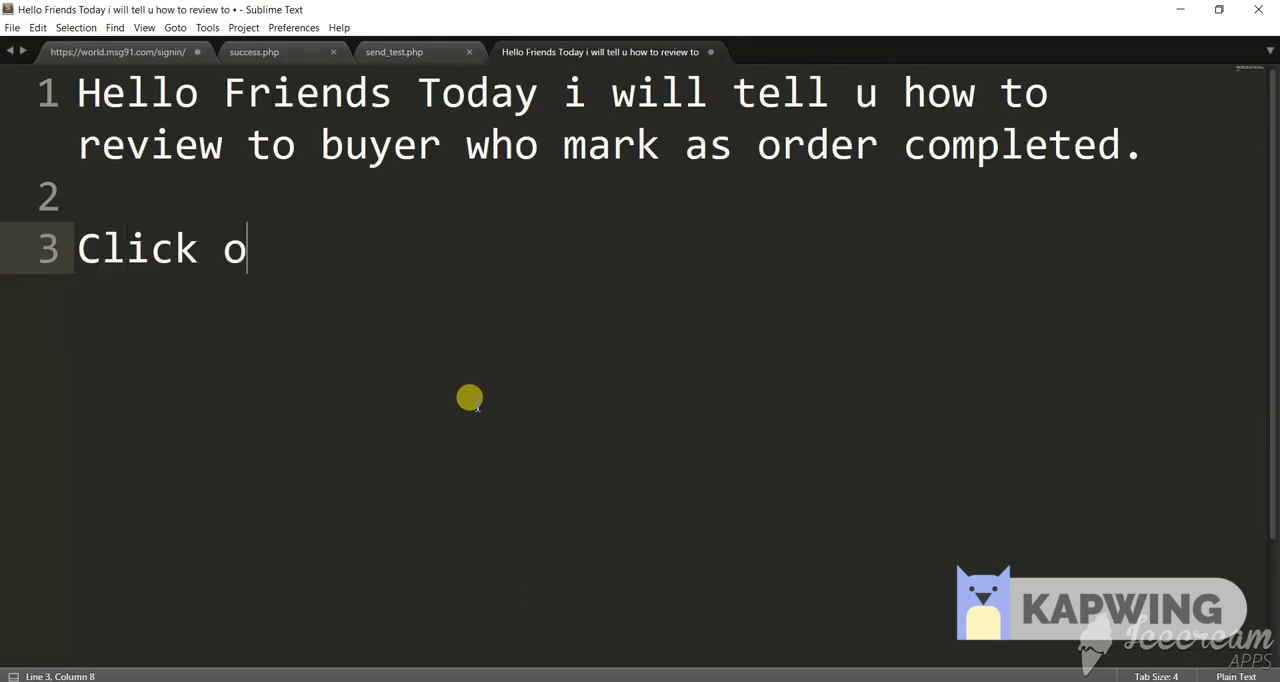 Hello Friends Today i will tell u how to review to • - Sublime Text
File Edit Selection Find View Goto Tools Project Preferences Help
https://world.msg91.com/signin/ success.php send_test.php Hello Friends Today i will tell u how to review to
1 Hello Friends Today i will tell u how to
review to buyer who mark as order completed.
2
3 Click o
KAPWING
Icecream
APPS
Line 3, Column 8 Tab Size: 4 Plain Text